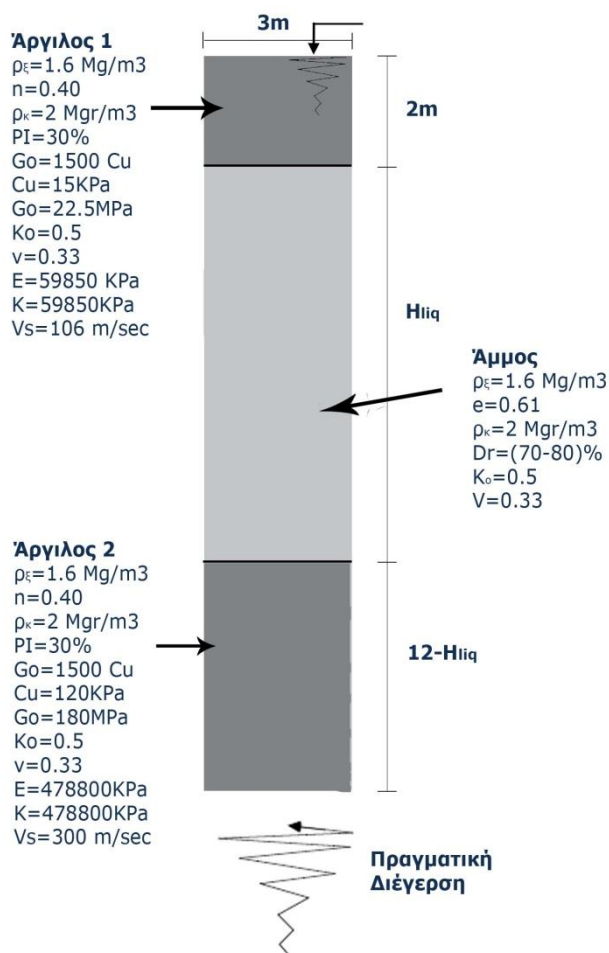 3m
Άργιλος 1
ρξ=1.6 Mg/m3
n=0.40
ρκ=2 Mgr/m3
PI=30%
Go=1500 Cu
Cu=15KPa
Go=22.5MPa
Ko=0.5
v=0.33
E=59850 KPa
K=59850KPa
Vs=106 m/sec
2m
Hliq
Άμμος
ρξ=1.6 Mg/m3
e=0.61
ρκ=2 Mgr/m3
Dr=(70-80)%
Ko=0.5
V=0.33
Άργιλος 2
ρξ=1.6 Mg/m3
n=0.40
ρκ=2 Mgr/m3
PI=30%
Go=1500 Cu
Cu=120KPa
Go=180MPa
Ko=0.5
v=0.33
E=478800KPa
K=478800KPa
Vs=300 m/sec
12-Hliq
Πραγματική
Διέγερση